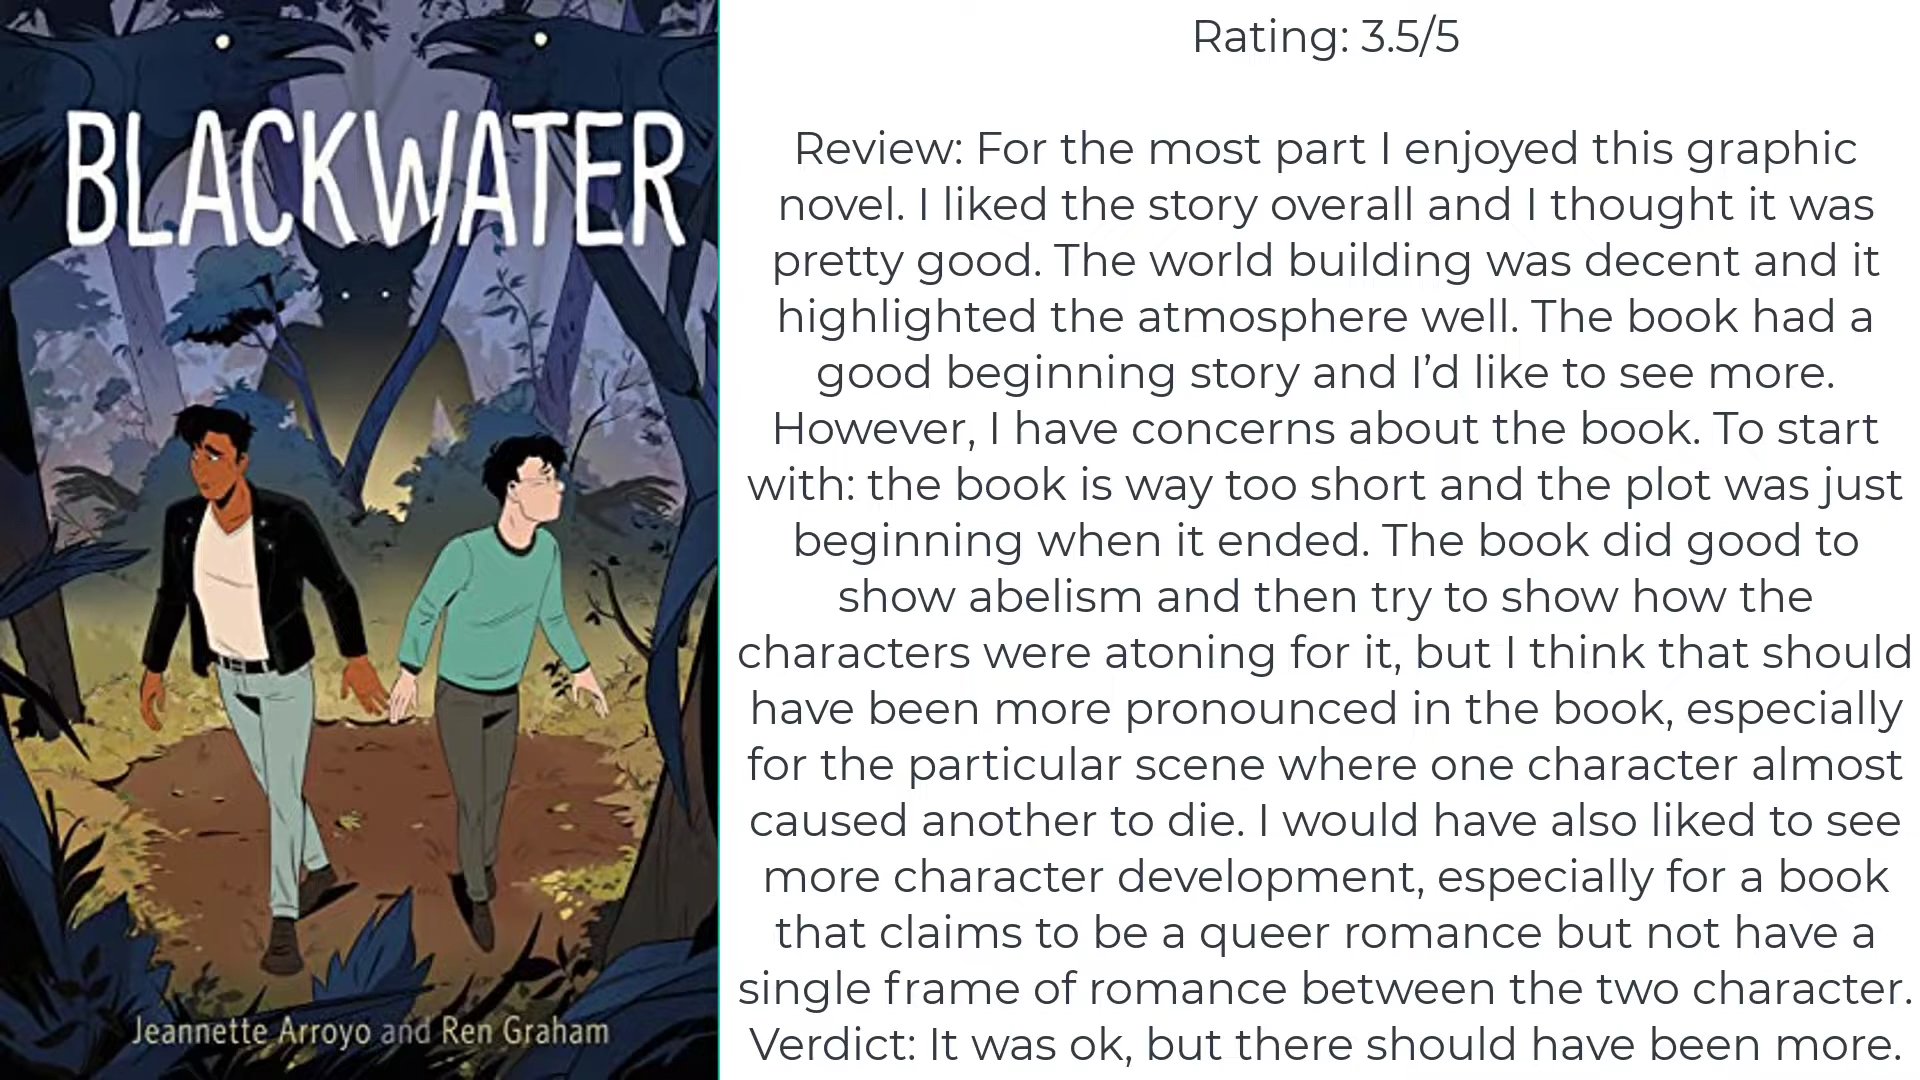 BLACKWATER
Jeannette Arroyo and Ren Graham
Rating: 3.5/5
Review: For the most part I enjoyed this graphic
novel. I liked the story overall and I thought it was
pretty good. The world building was decent and it
highlighted the atmosphere well. The book had a
good beginning story and I’d like to see more.
However, I have concerns about the book. To start
with: the book is way too short and the plot was just
beginning when it ended. The book did good to
show abelism and then try to show how the
characters were atoning for it, but I think that should
have been more pronounced in the book, especially
for the particular scene where one character almost
caused another to die. I would have also liked to see
more character development, especially for a book
that claims to be a queer romance but not have a
single frame of romance between the two character.
Verdict: It was ok, but there should have been more.